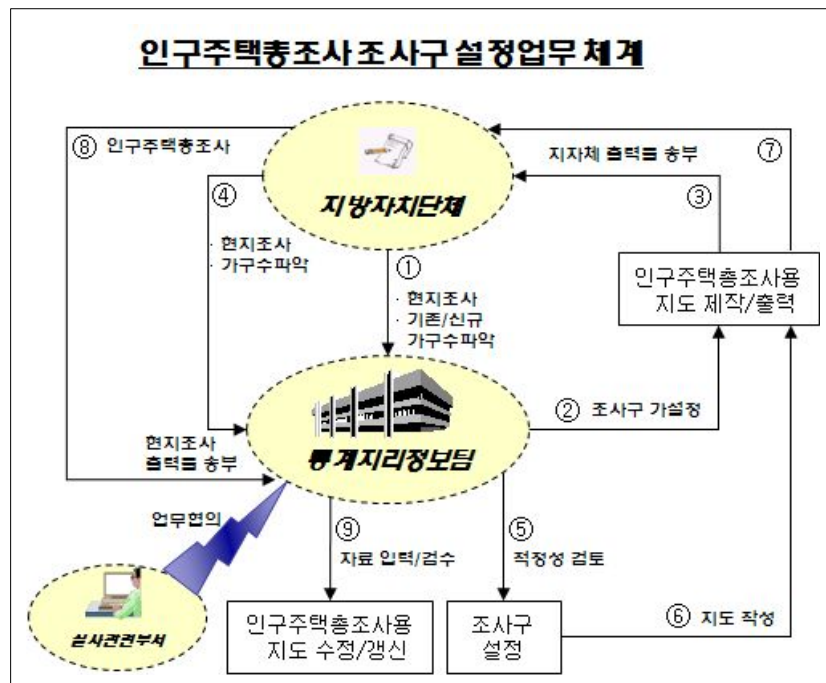 인구주택총조사 조사구 설정업무 체계
⑧ 인구주택총조사
지자체 출력물 송부
⑦
④
③
지방자치단체
· 현지조사
· 가구수파악
①
· 현지조사
· 기존/신규
가구수파악
인구주택총조사용
지도 제작/출력
② 조사구 가설정
통계지리정보팀
현지조사
출력물 송부
업무협의
⑨
자료 입력/검수
⑤
적정성 검토
실사관련부서
인구주택총조사용
지도 수정/갱신
조사구
설정
⑥ 지도 작성